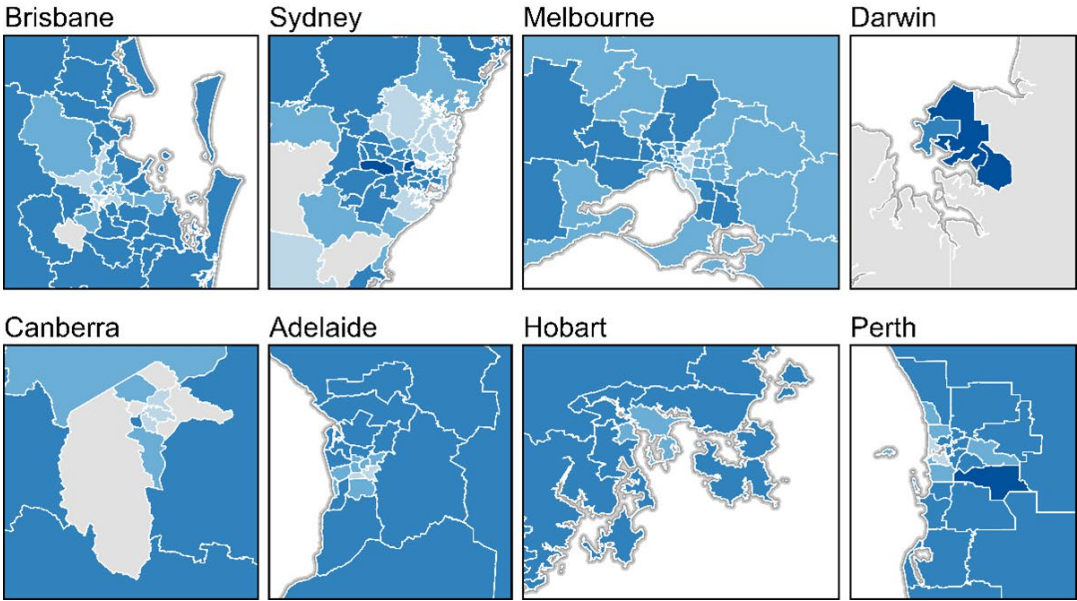 Brisbane
Sydney
Melbourne
Darwin
Canberra
Adelaide
Hobart
Perth